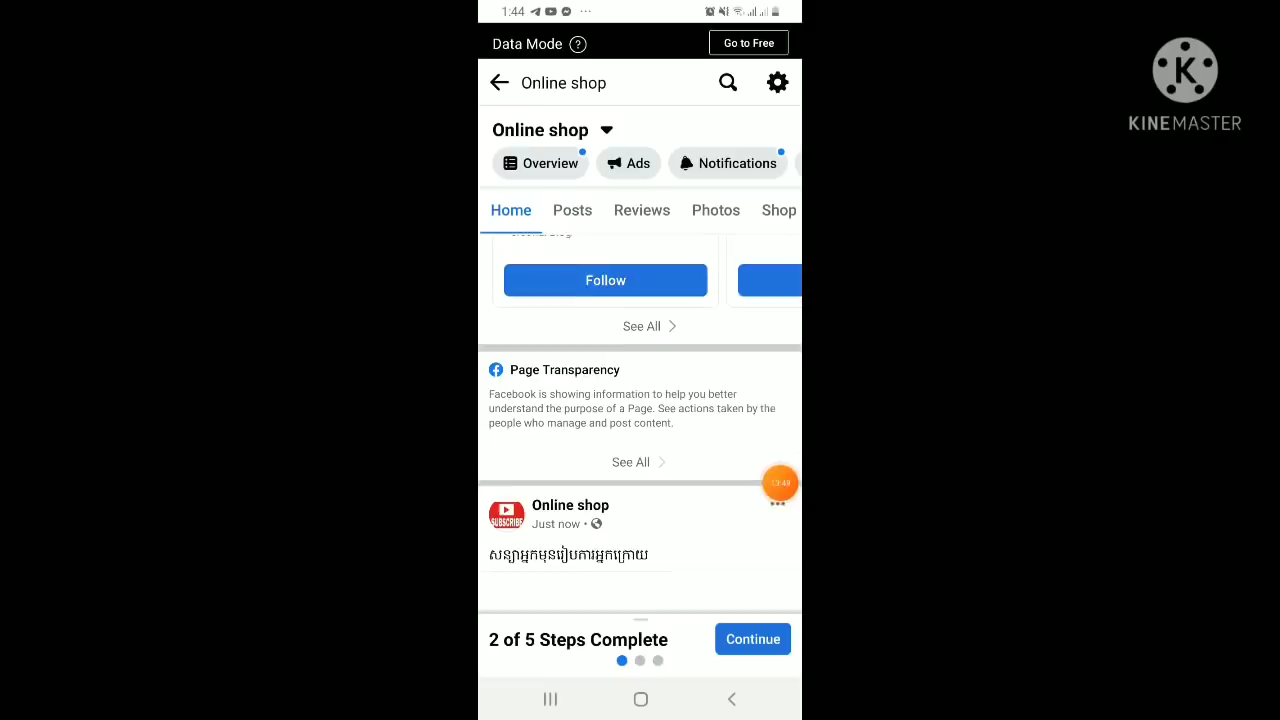 1:44
Data Mode ?
Go to Free
Online shop
Online shop
Overview
Ads
Notifications
Home
Posts
Reviews
Photos
Shop
Follow
See All
Page Transparency
Facebook is showing information to help you better
understand the purpose of a Page. See actions taken by the
people who manage and post content.
See All
SUBSCRIBE
Online shop
Just now •
សន្យាអ្នកមុនរៀបការអ្នកក្រោយ
2 of 5 Steps Complete
Continue
K
KINEMASTER